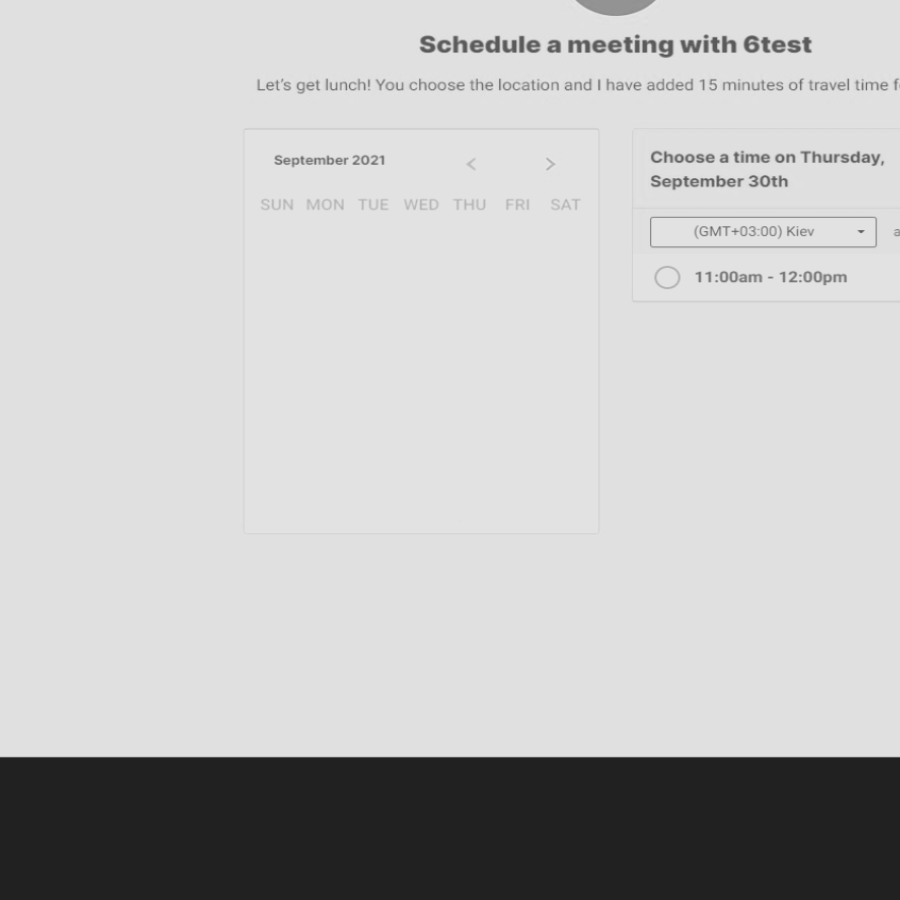 Schedule a meeting with 6test
Let's get lunch! You choose the location and I have added 15 minutes of travel time
September 2021
SUN MON TUE WED THU FRI SAT
Choose a time on Thursday,
September 30th
(GMT+03:00) Kiev
11:00am - 12:00pm